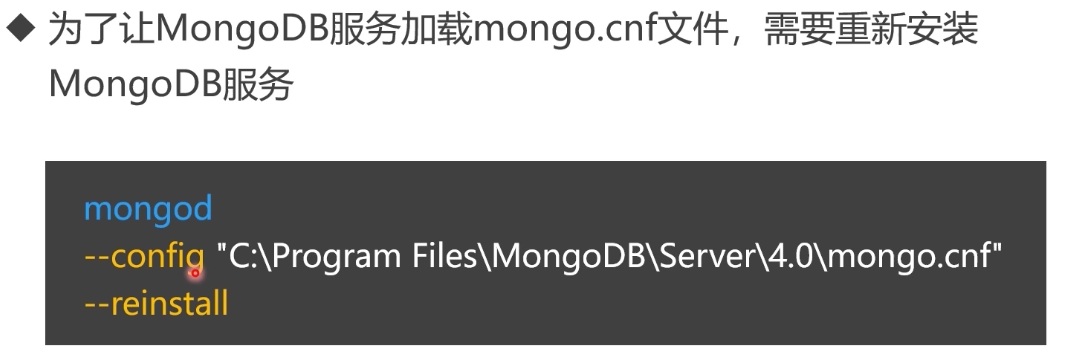 为了让MongoDB服务加载mongo.cnf文件，需要重新安装
MongoDB服务
mongod
--config "C:\Program Files\MongoDB\Server\4.0\mongo.cnf"
--reinstall